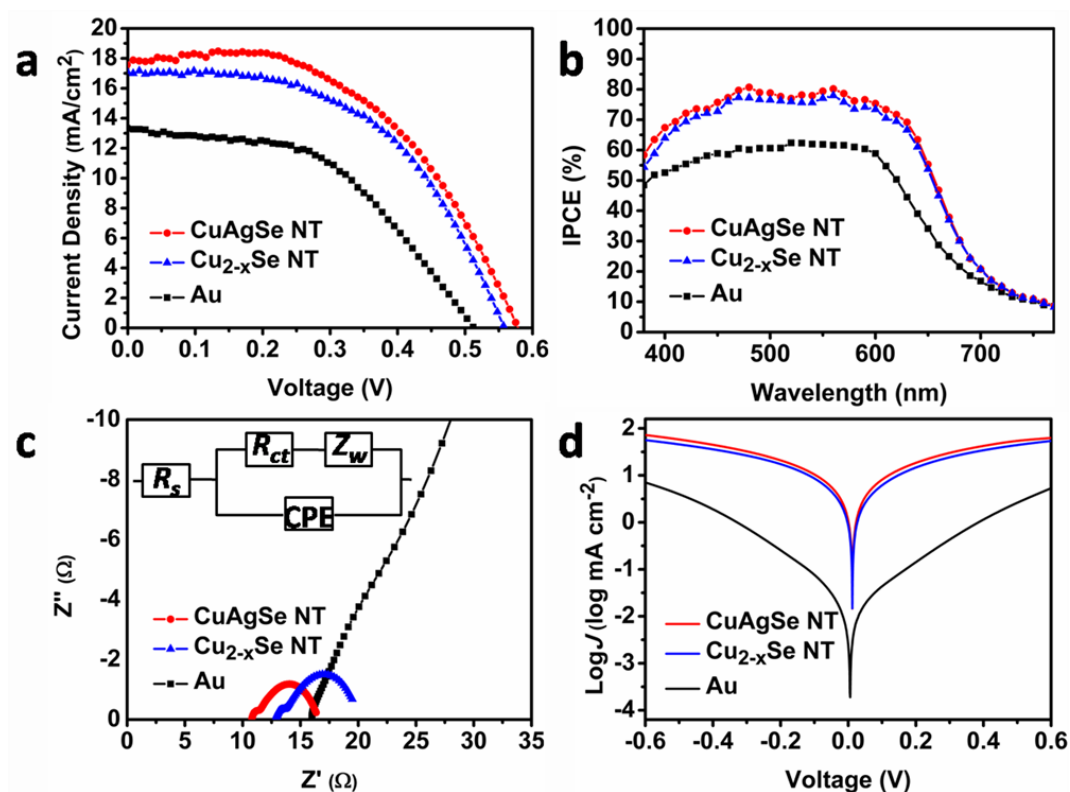 a
Current Density (mA/cm²)
20
18
16
14
12
10
8
6
4
2
0
CuAgSe NT
Cu₂₋ₓSe NT
Au
0.0 0.1 0.2 0.3 0.4 0.5 0.6
Voltage (V)
b
IPCE (%)
100
90
80
70
60
50
40
30
20
10
0
CuAgSe NT
Cu₂₋ₓSe NT
Au
400 500 600 700
Wavelength (nm)
c
Z'' (Ω)
-10
-8
-6
-4
-2
0
Rₛ
R_ct
Z_w
CPE
CuAgSe NT
Cu₂₋ₓSe NT
Au
0 5 10 15 20 25 30 35
Z' (Ω)
d
LogJ (log mA cm⁻²)
2
1
0
-1
-2
-3
-4
CuAgSe NT
Cu₂₋ₓSe NT
Au
-0.6 -0.4 -0.2 0.0 0.2 0.4 0.6
Voltage (V)